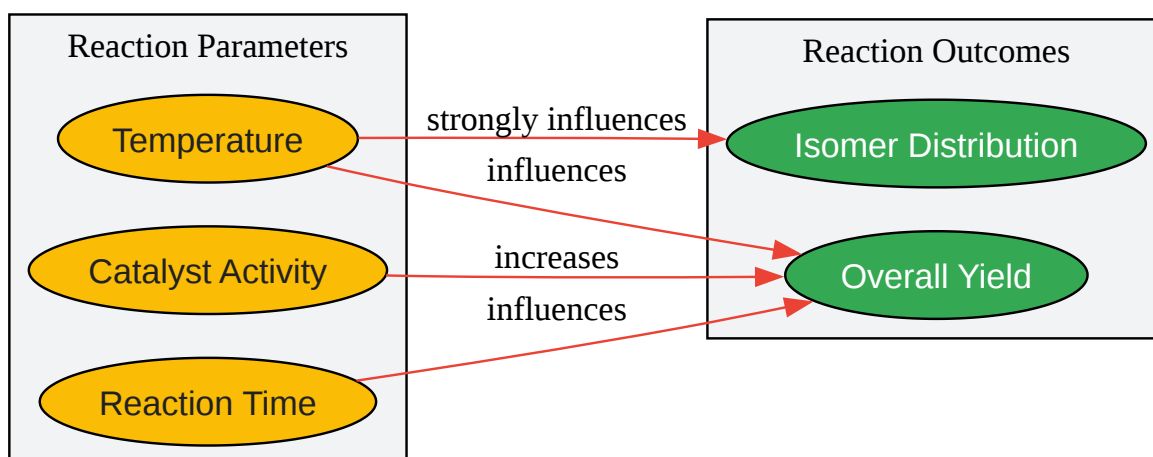 Reaction Parameters
Temperature
Catalyst Activity
Reaction Time
strongly influences
influences
increases
influences
Reaction Outcomes
Isomer Distribution
Overall Yield